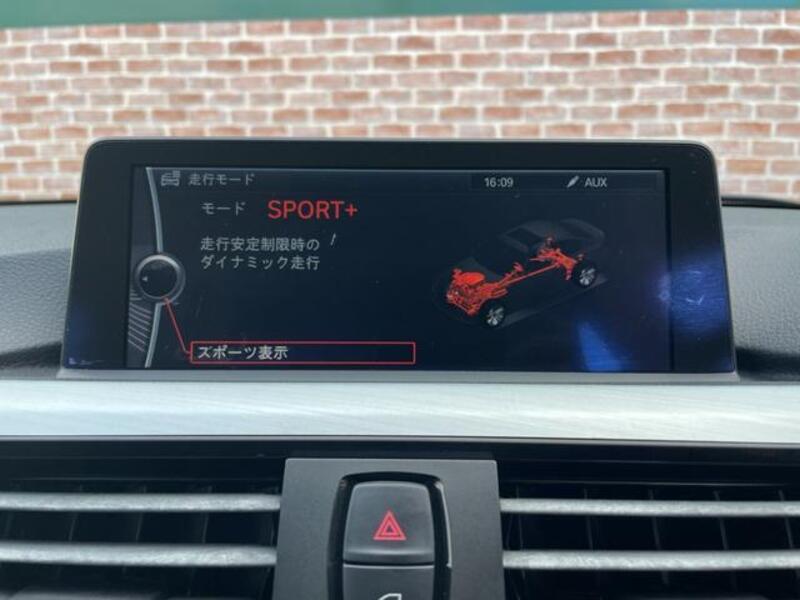 走行モード
16:09
AUX
モード SPORT+
走行安定制限時の
ダイナミック走行
スポーツ表示